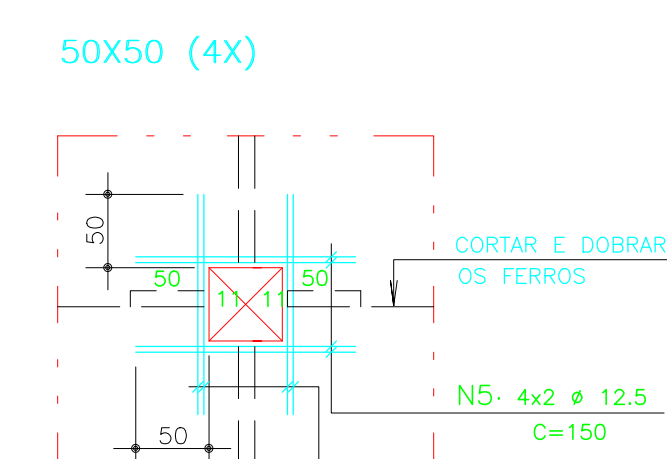 50X50 (4X)
50
50
50
11
11
CORTAR E DOBRAR
OS FERROS
N5. 4x2 ø 12.5
C=150
50